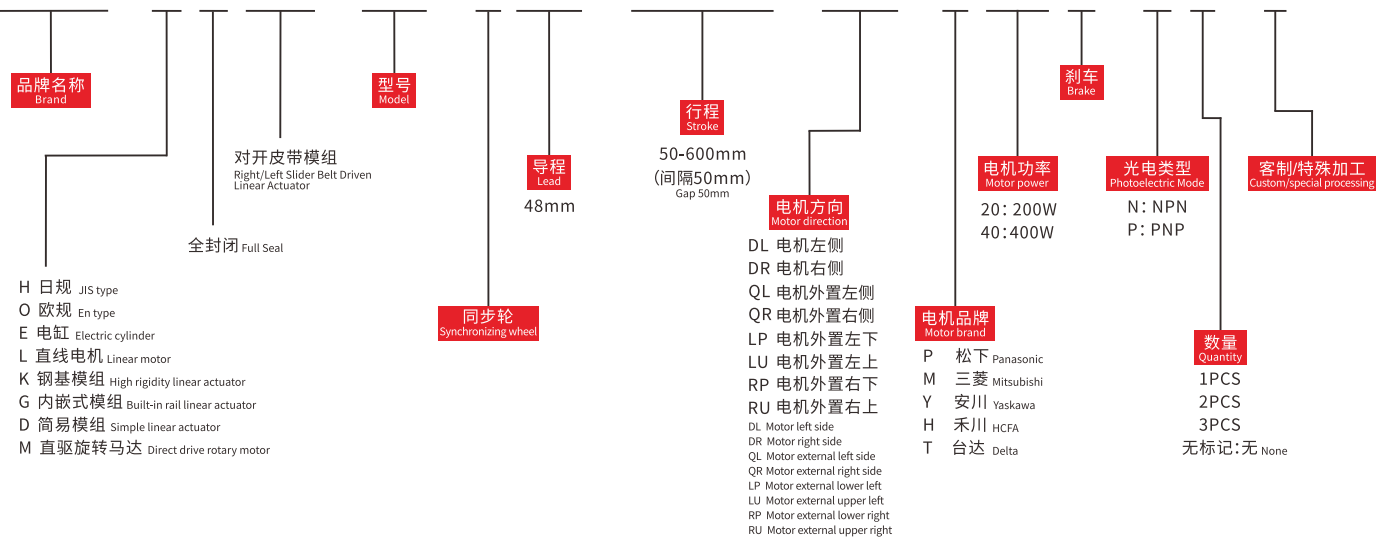 品牌名称
Brand
型号
Model
刹车
Brake
行程
Stroke
50-600mm
(间隔50mm)
Gap 50mm
对开皮带模组
Right/Left Slider Belt Driven
Linear Actuator
导程
Lead
48mm
电机功率
Motor power
20: 200W
40:400W
光电类型
Photoelectric Mode
N: NPN
P: PNP
客制/特殊加工
Custom/special processing
电机方向
Motor direction
DL 电机左侧
DR 电机右侧
QL 电机外置左侧
QR 电机外置右侧
LP 电机外置左下
LU 电机外置左上
RP 电机外置右下
RU 电机外置右上
DL Motor left side
DR Motor right side
QL Motor external left side
QR Motor external right side
LP Motor external lower left
LU Motor external upper left
RP Motor external lower right
RU Motor external upper right
全封闭 Full Seal
H 日规 JIS type
O 欧规 En type
E 电缸 Electric cylinder
L 直线电机 Linear motor
K 钢基模组 High rigidity linear actuator
G 内嵌式模组 Built-in rail linear actuator
D 简易模组 Simple linear actuator
M 直驱旋转马达 Direct drive rotary motor
同步轮
Synchronizing wheel
电机品牌
Motor brand
P 松下 Panasonic
M 三菱 Mitsubishi
Y 安川 Yaskawa
H 禾川 HCFA
T 台达 Delta
数量
Quantity
1PCS
2PCS
3PCS
无标记:无 None